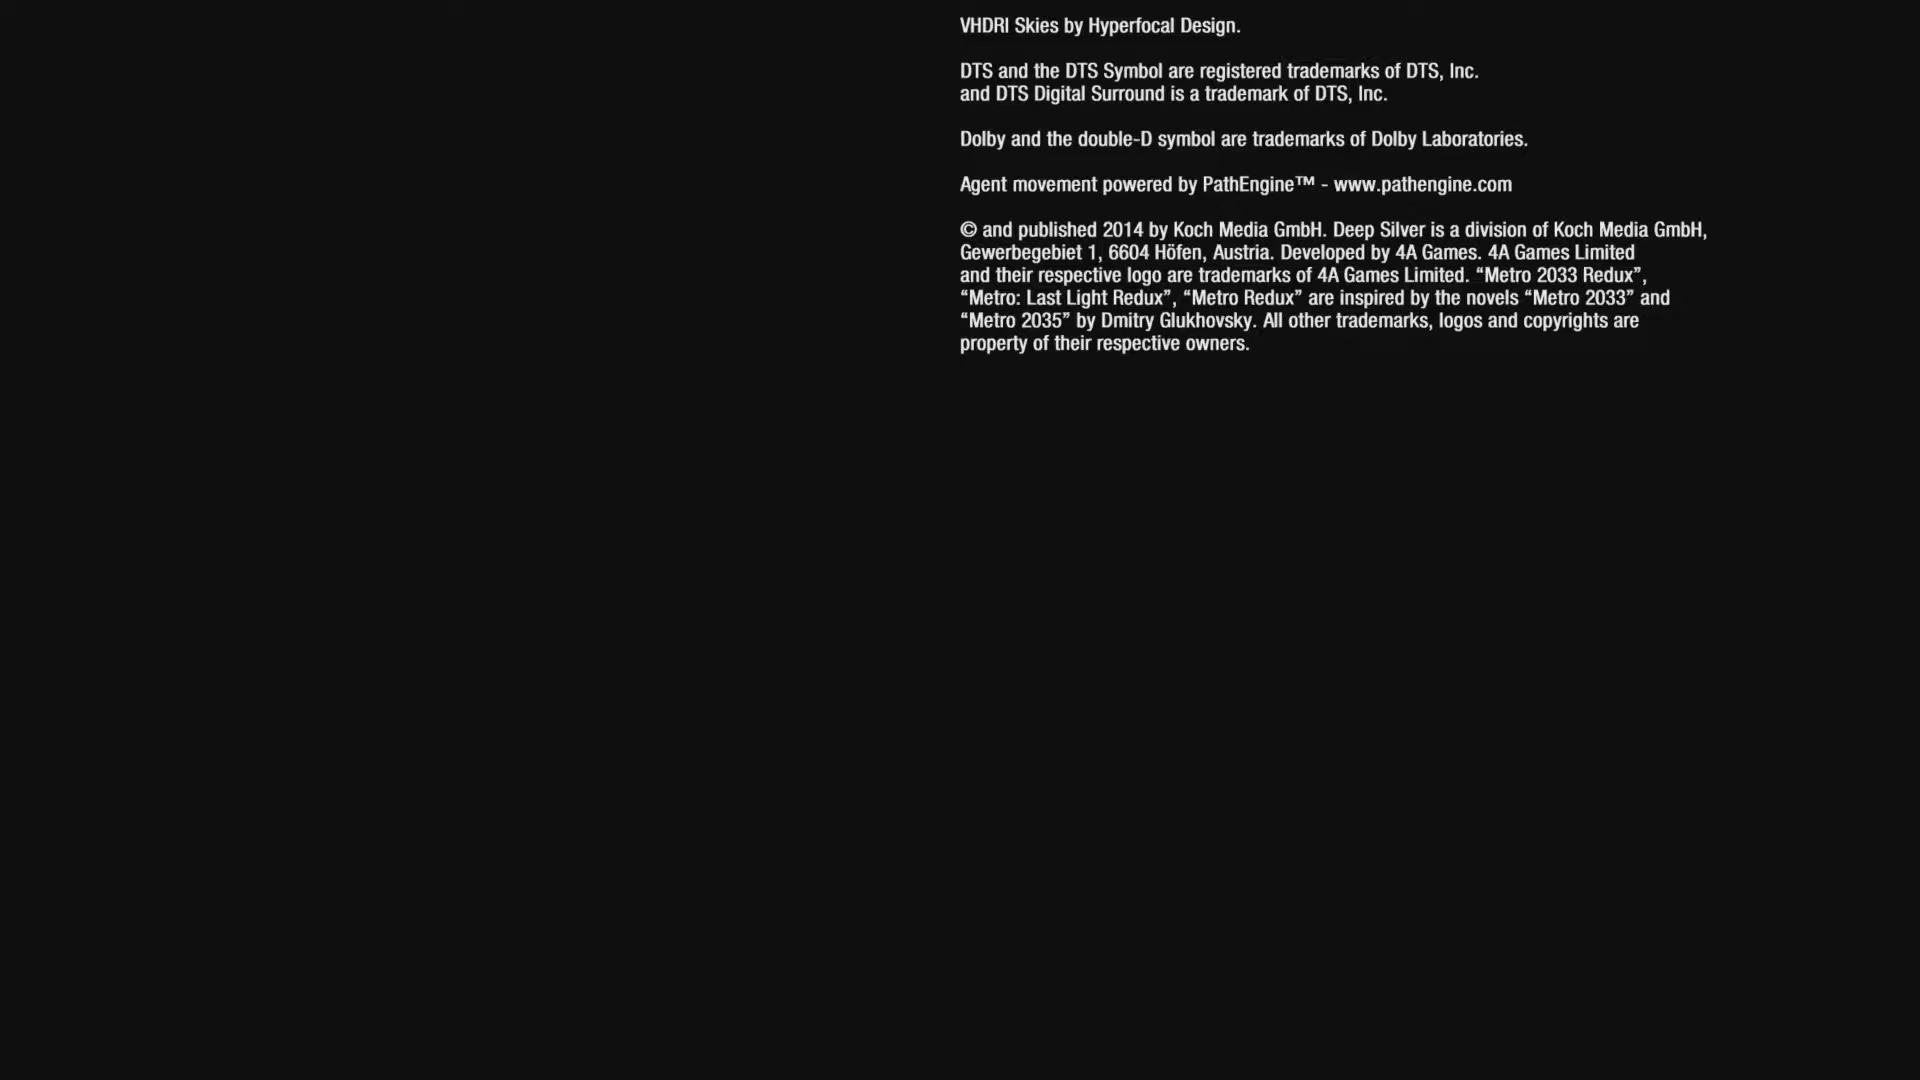 VHDRI Skies by Hyperfocal Design.
DTS and the DTS Symbol are registered trademarks of DTS, Inc.
and DTS Digital Surround is a trademark of DTS, Inc.
Dolby and the double-D symbol are trademarks of Dolby Laboratories.
Agent movement powered by PathEngine™ - www.pathengine.com
© and published 2014 by Koch Media GmbH. Deep Silver is a division of Koch Media GmbH,
Gewerbegebiet 1, 6604 Höfen, Austria. Developed by 4A Games. 4A Games Limited
and their respective logo are trademarks of 4A Games Limited. “Metro 2033 Redux”,
“Metro: Last Light Redux”, “Metro Redux” are inspired by the novels “Metro 2033” and
“Metro 2035” by Dmitry Glukhovsky. All other trademarks, logos and copyrights are
property of their respective owners.